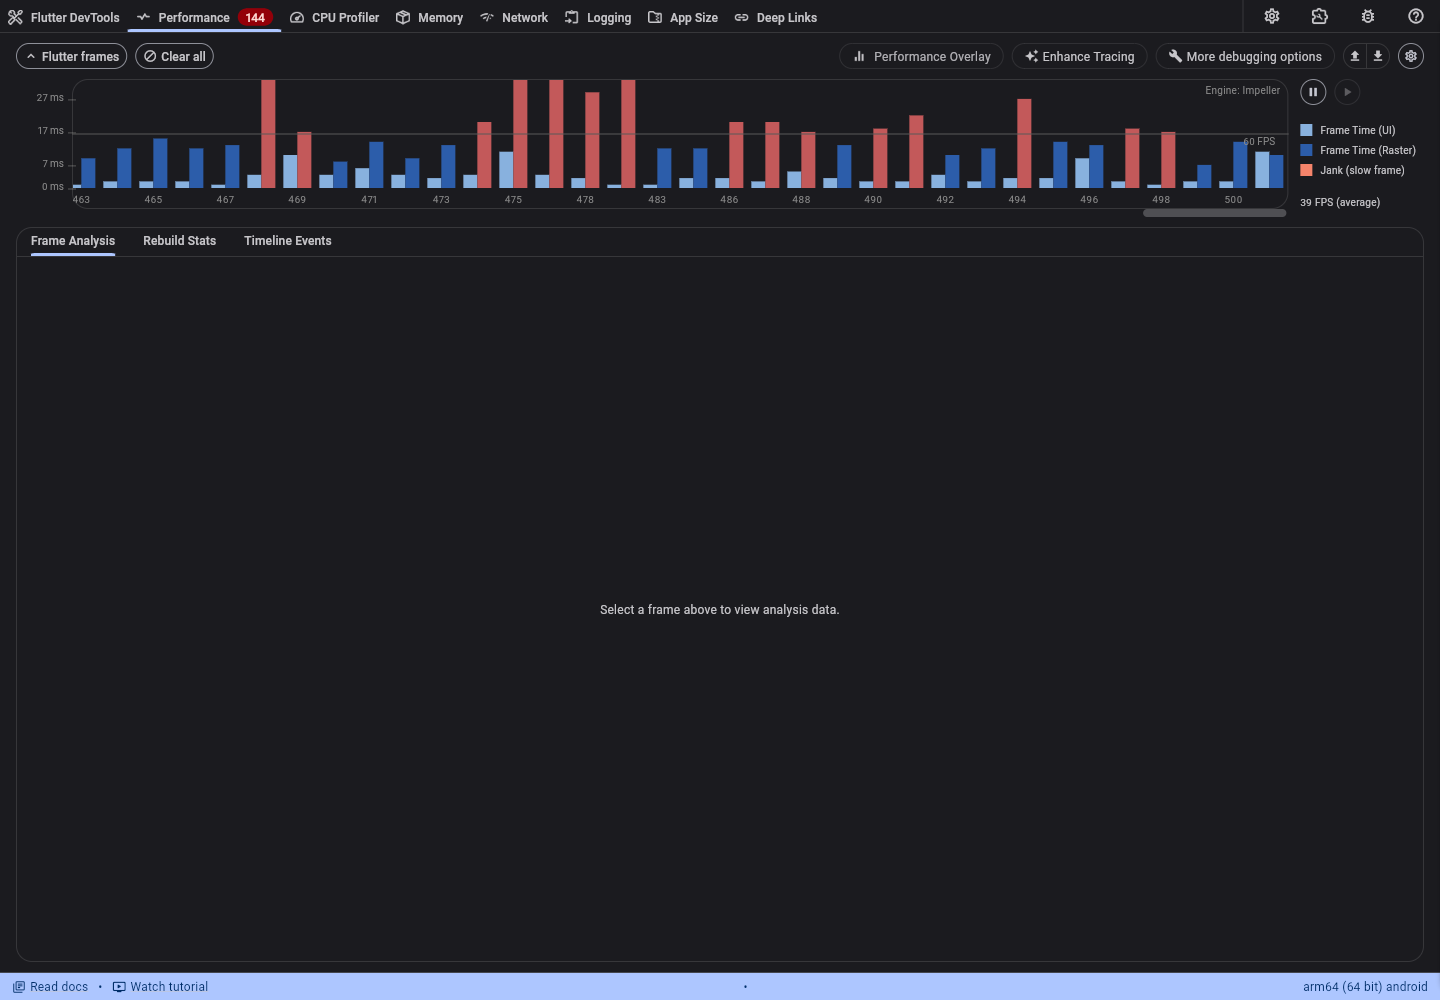 Flutter DevTools Performance 144 CPU Profiler Memory Network Logging App Size Deep Links
Flutter frames Clear all Performance Overlay Enhance Tracing More debugging options
Engine: Impeller
27 ms
17 ms
7 ms
0 ms
60 FPS
463 465 467 469 471 473 475 478 483 486 488 490 492 494 496 498 500
Frame Time (UI)
Frame Time (Raster)
Jank (slow frame)
39 FPS (average)
Frame Analysis Rebuild Stats Timeline Events
Select a frame above to view analysis data.
Read docs • Watch tutorial • arm64 (64 bit) android